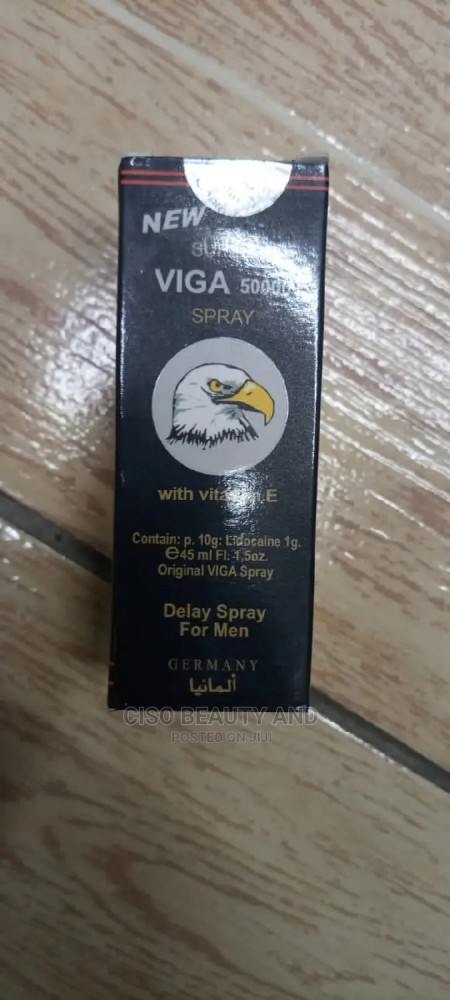 NEW
VIGA
SPRAY
with
E
Contain: p. 10g: Lidocaine 1g.
℮45 ml Fl. 1,5oz.
Original VIGA Spray
Delay Spray
For Men
GERMANY
ألمانيا
CISO BEAUTY AND
POSTED ON JIJI